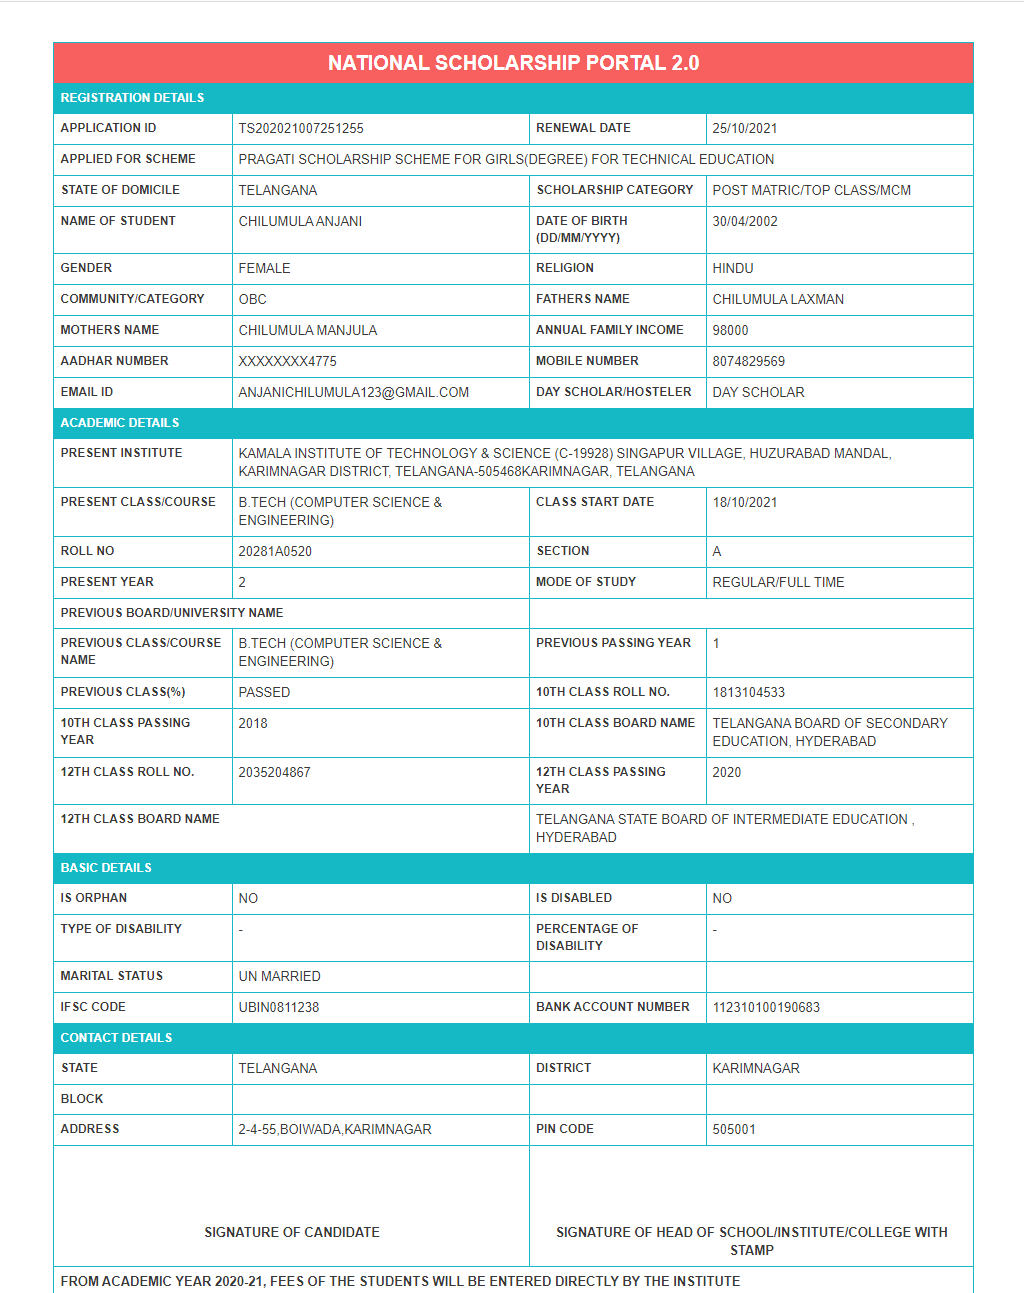 NATIONAL SCHOLARSHIP PORTAL 2.0
REGISTRATION DETAILS
APPLICATION ID TS202021007251255 RENEWAL DATE 25/10/2021
APPLIED FOR SCHEME PRAGATI SCHOLARSHIP SCHEME FOR GIRLS(DEGREE) FOR TECHNICAL EDUCATION
STATE OF DOMICILE TELANGANA SCHOLARSHIP CATEGORY POST MATRIC/TOP CLASS/MCM
NAME OF STUDENT CHILUMULA ANJANI DATE OF BIRTH 30/04/2002
(DD/MM/YYYY)
GENDER FEMALE RELIGION HINDU
COMMUNITY/CATEGORY OBC FATHERS NAME CHILUMULA LAXMAN
MOTHERS NAME CHILUMULA MANJULA ANNUAL FAMILY INCOME 98000
AADHAR NUMBER XXXXXXXX4775 MOBILE NUMBER 8074829569
EMAIL ID ANJANICHILUMULA123@GMAIL.COM DAY SCHOLAR/HOSTELER DAY SCHOLAR
ACADEMIC DETAILS
PRESENT INSTITUTE KAMALA INSTITUTE OF TECHNOLOGY & SCIENCE (C-19928) SINGAPUR VILLAGE, HUZURABAD MANDAL,
KARIMNAGAR DISTRICT, TELANGANA-505468KARIMNAGAR, TELANGANA
PRESENT CLASS/COURSE B.TECH (COMPUTER SCIENCE & CLASS START DATE 18/10/2021
ENGINEERING)
ROLL NO 20281A0520 SECTION A
PRESENT YEAR 2 MODE OF STUDY REGULAR/FULL TIME
PREVIOUS BOARD/UNIVERSITY NAME
PREVIOUS CLASS/COURSE B.TECH (COMPUTER SCIENCE & PREVIOUS PASSING YEAR 1
NAME ENGINEERING)
PREVIOUS CLASS(%) PASSED 10TH CLASS ROLL NO. 1813104533
10TH CLASS PASSING 2018 10TH CLASS BOARD NAME TELANGANA BOARD OF SECONDARY
YEAR EDUCATION, HYDERABAD
12TH CLASS ROLL NO. 2035204867 12TH CLASS PASSING 2020
YEAR
12TH CLASS BOARD NAME TELANGANA STATE BOARD OF INTERMEDIATE EDUCATION ,
HYDERABAD
BASIC DETAILS
IS ORPHAN NO IS DISABLED NO
TYPE OF DISABILITY - PERCENTAGE OF -
DISABILITY
MARITAL STATUS UN MARRIED
IFSC CODE UBIN0811238 BANK ACCOUNT NUMBER 112310100190683
CONTACT DETAILS
STATE TELANGANA DISTRICT KARIMNAGAR
BLOCK
ADDRESS 2-4-55,BOIWADA,KARIMNAGAR PIN CODE 505001
SIGNATURE OF CANDIDATE SIGNATURE OF HEAD OF SCHOOL/INSTITUTE/COLLEGE WITH
STAMP
FROM ACADEMIC YEAR 2020-21, FEES OF THE STUDENTS WILL BE ENTERED DIRECTLY BY THE INSTITUTE